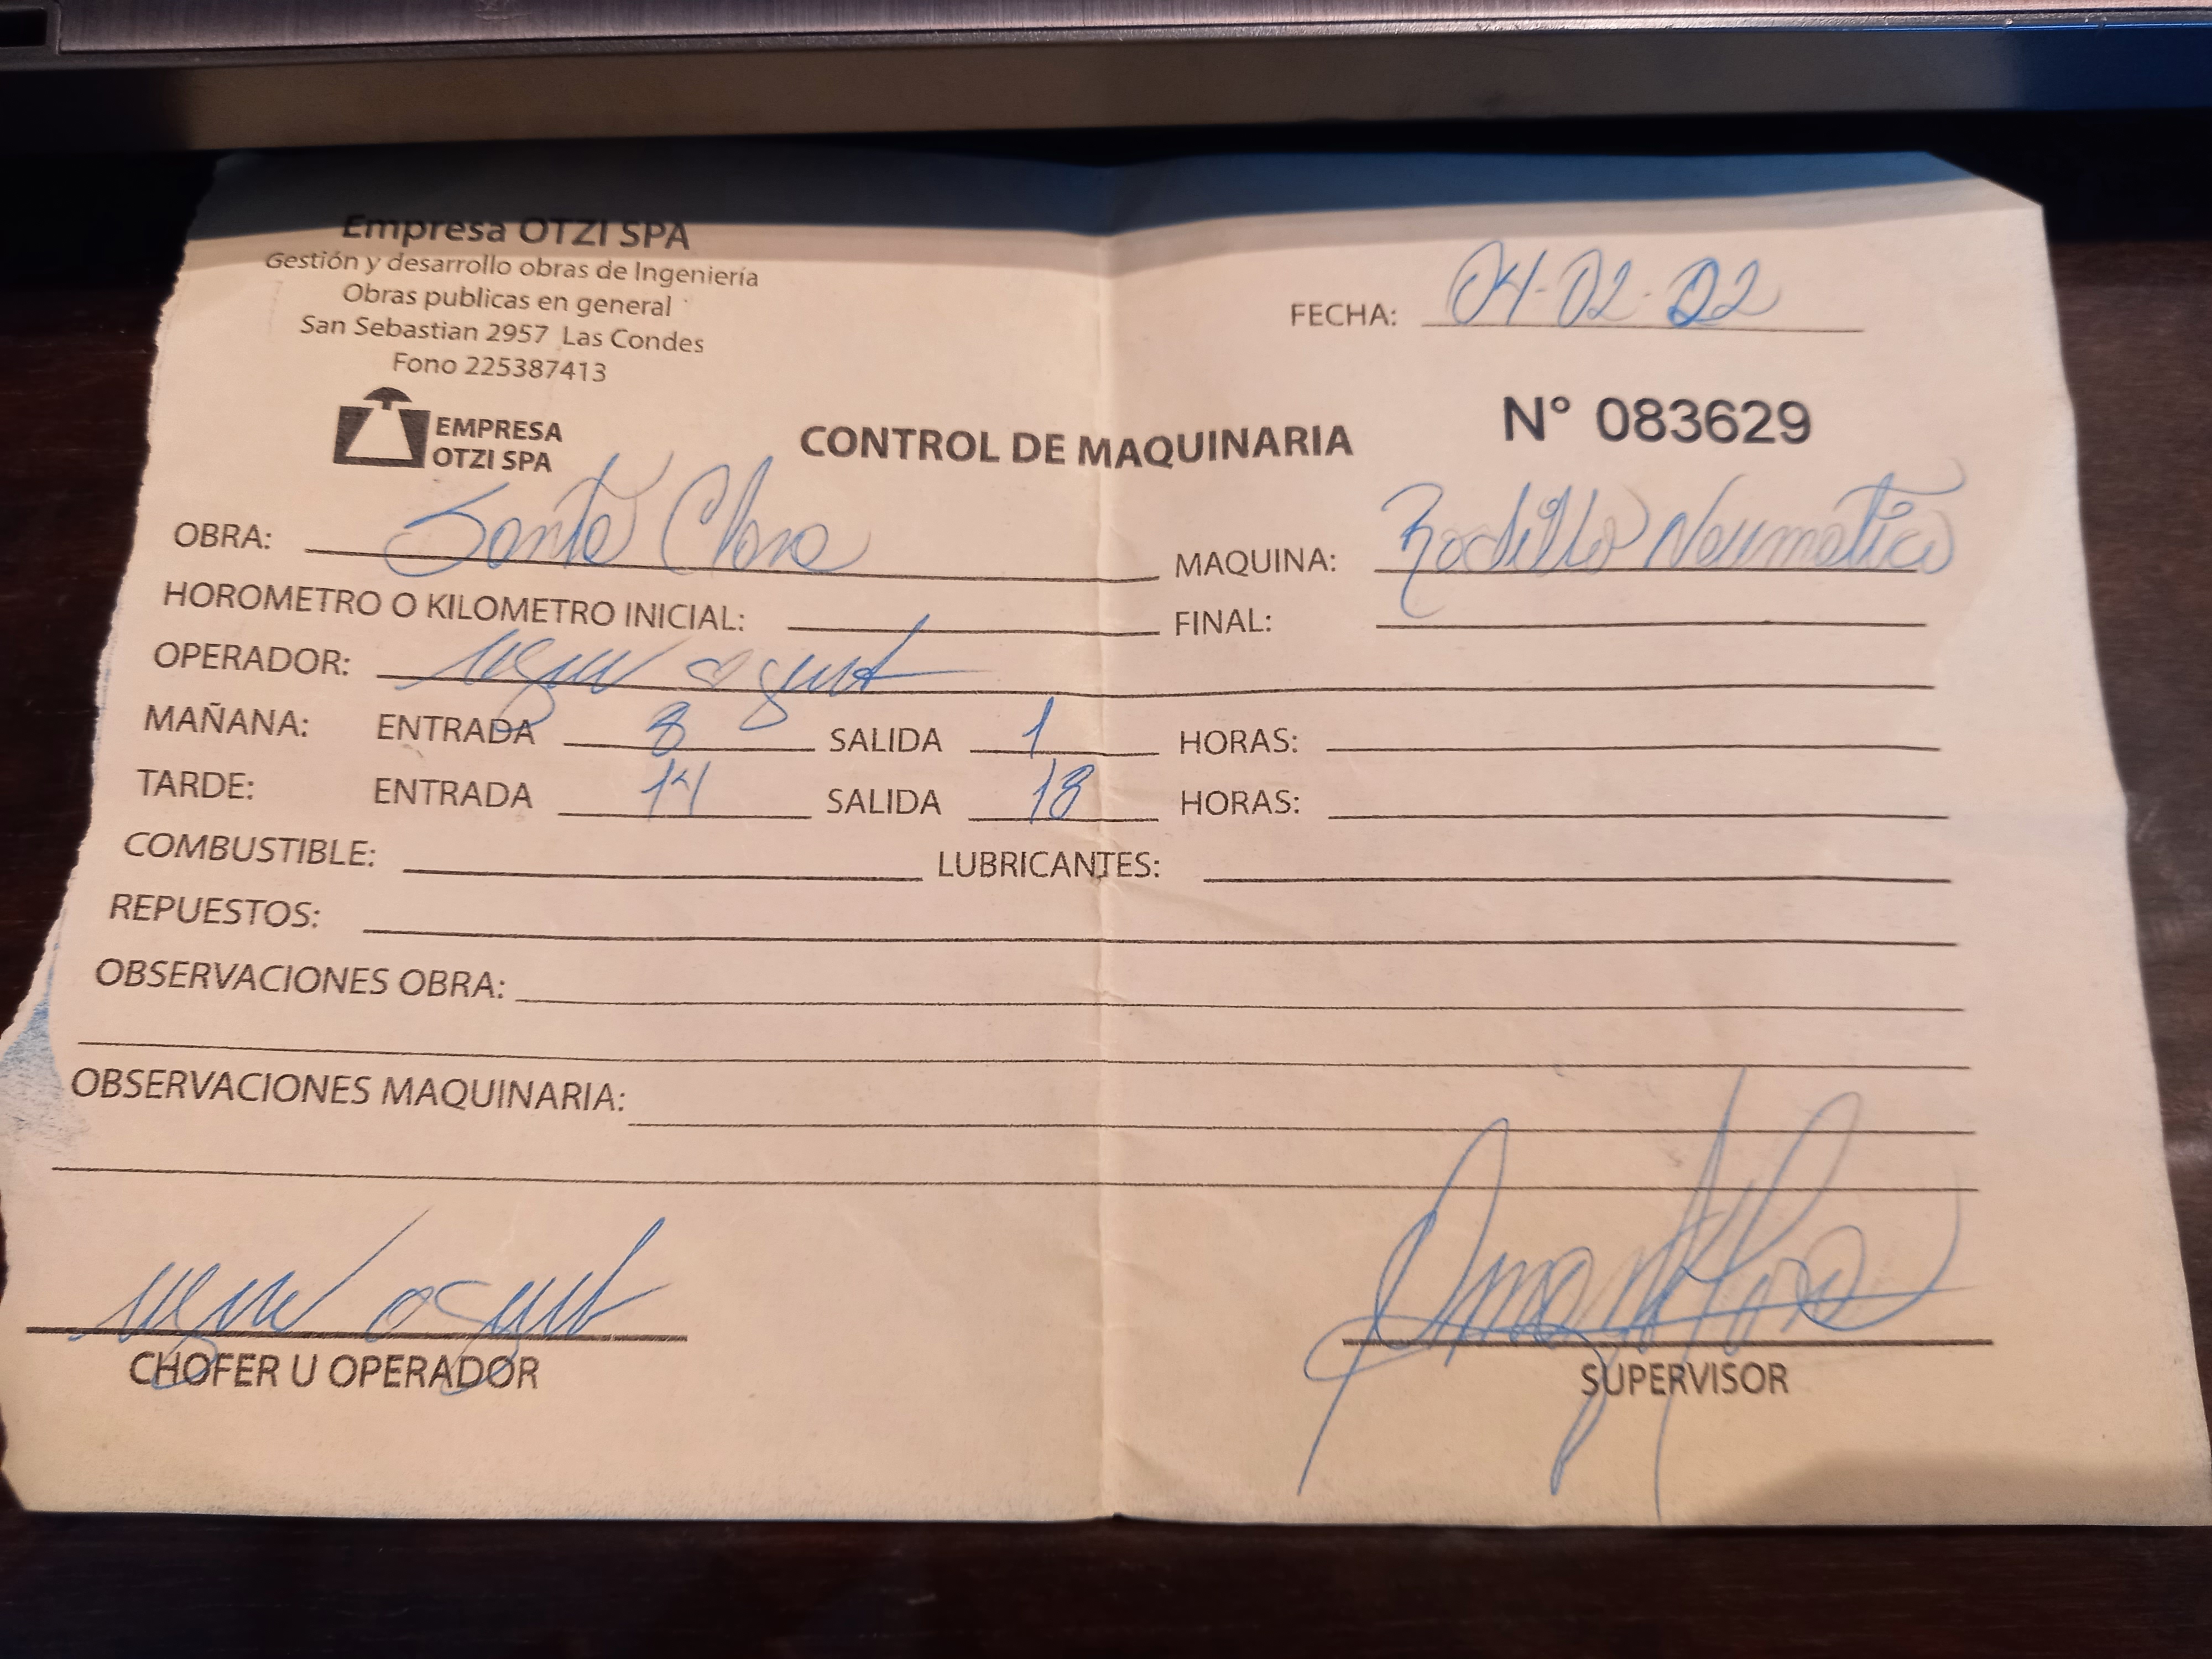 Empresa OTZI SPA
Gestión y desarrollo obras de Ingeniería
Obras publicas en general
San Sebastian 2957 Las Condes
Fono 225387413
FECHA: 04-02-22
EMPRESA
OTZI SPA
CONTROL DE MAQUINARIA
N° 083629
OBRA: Santa Clara MAQUINA: Rodillo Neumatico
HOROMETRO O KILOMETRO INICIAL: FINAL:
OPERADOR:
MAÑANA: ENTRADA 8 SALIDA 1 HORAS:
TARDE: ENTRADA 14 SALIDA 18 HORAS:
COMBUSTIBLE: LUBRICANTES:
REPUESTOS:
OBSERVACIONES OBRA:
OBSERVACIONES MAQUINARIA:
CHOFER U OPERADOR
SUPERVISOR